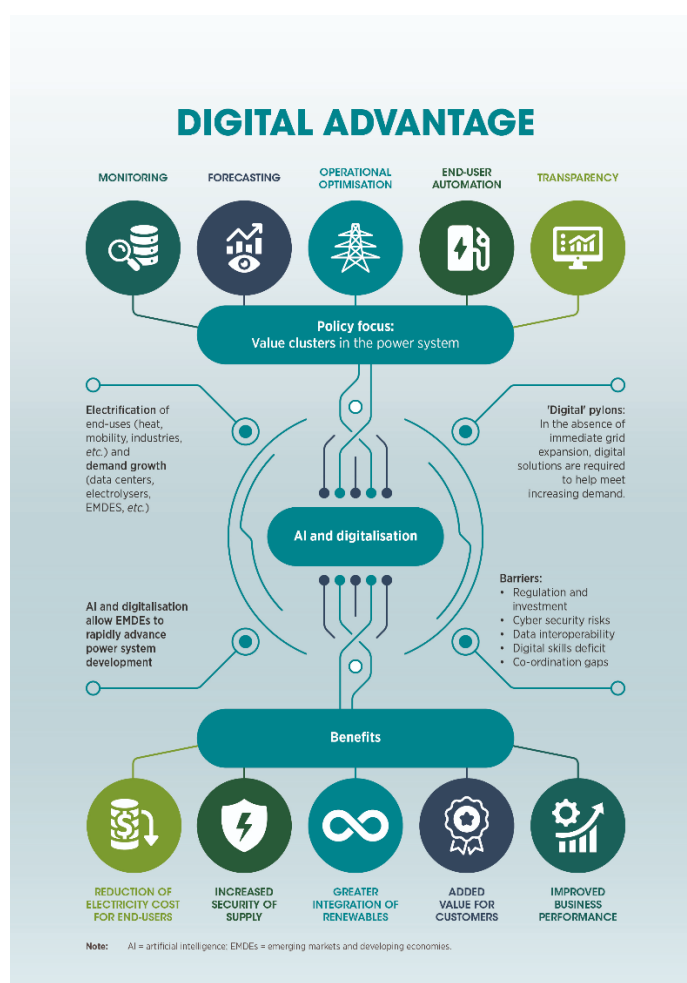 DIGITAL ADVANTAGE
MONITORING
FORECASTING
OPERATIONAL
OPTIMISATION
END-USER
AUTOMATION
TRANSPARENCY
Policy focus:
Value clusters in the power system
Electrification of
end-uses (heat,
mobility, industries,
etc.) and
demand growth
(data centers,
electrolysers,
EMDES, etc.)
'Digital' pylons:
In the absence of
immediate grid
expansion, digital
solutions are required
to help meet
increasing demand.
AI and digitalisation
AI and digitalisation
allow EMDEs to
rapidly advance
power system
development
Barriers:
• Regulation and
investment
• Cyber security risks
• Data interoperability
• Digital skills deficit
• Co-ordination gaps
Benefits
REDUCTION OF
ELECTRICITY COST
FOR END-USERS
INCREASED
SECURITY OF
SUPPLY
GREATER
INTEGRATION OF
RENEWABLES
ADDED
VALUE FOR
CUSTOMERS
IMPROVED
BUSINESS
PERFORMANCE
Note: AI = artificial intelligence; EMDEs = emerging markets and developing economies.